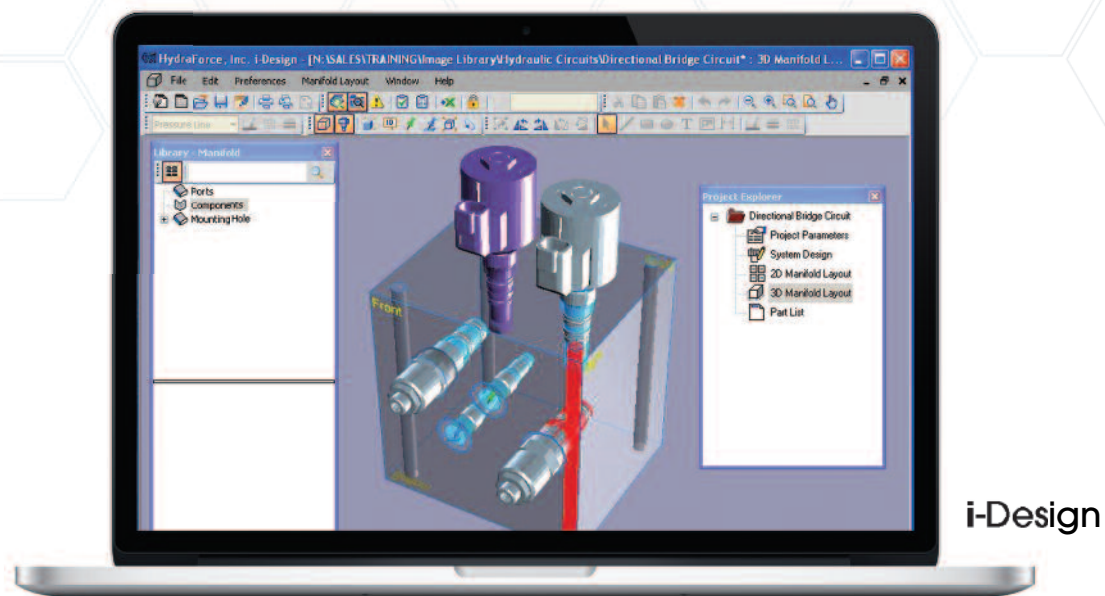 HydraForce, Inc. i-Design - [N:\SALES\TRAINING\Image Library\Hydraulic Circuits\Directional Bridge Circuit* : 3D Manifold L...
File Edit Preferences Manifold Layout Window Help
Pressure Line
Library - Manifold
Ports
Components
Mounting Hole
Front
Project Explorer
Directional Bridge Circuit
Project Parameters
System Design
2D Manifold Layout
3D Manifold Layout
Part List
i-Design